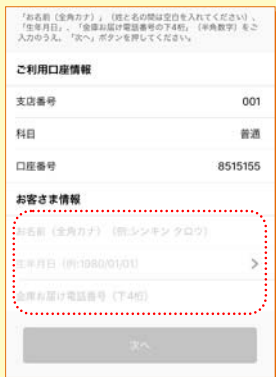 「お名前（全角カナ）」（姓と名の間は空白を入れてください）、
「生年月日」、「金庫お届け電話番号の下4桁」（半角数字）をご
入力のうえ、「次へ」ボタンを押してください。
ご利用口座情報
支店番号 001
科目 普通
口座番号 8515155
お客さま情報
お名前（全角カナ）（例:シンキン クロウ）
生年月日（例:1980/01/01）
金庫お届け電話番号（下4桁）
次へ